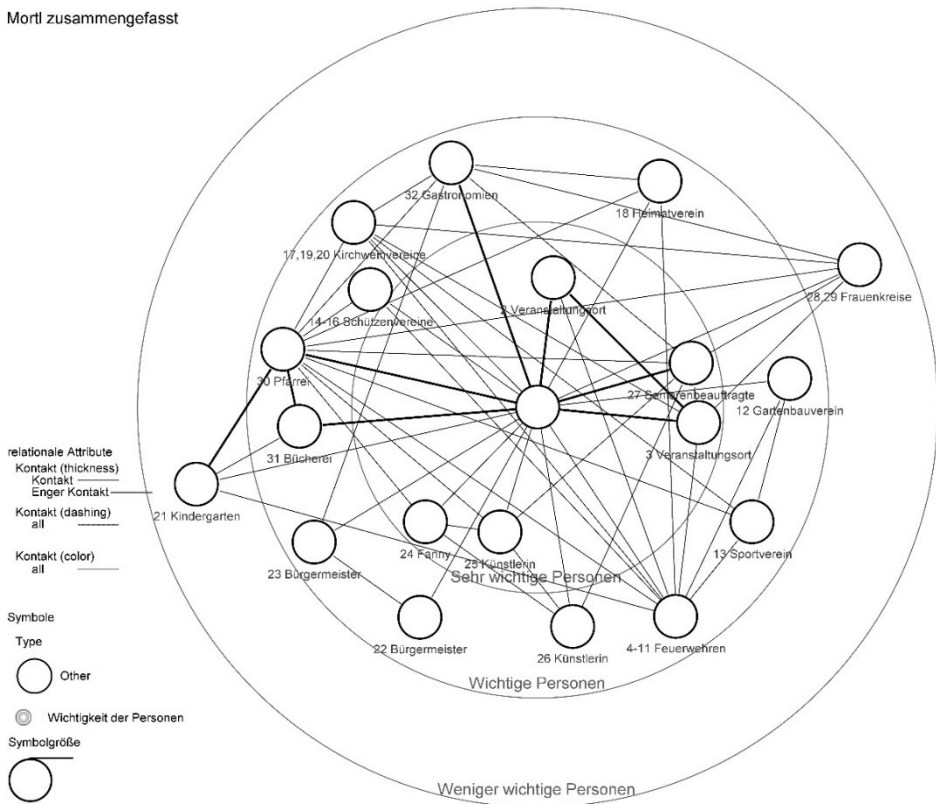 Mortl zusammengefasst
32 Gastronomien
18 Heimatverein
17,19,20 Kirchweihvereine
28,29 Frauenkreise
14-16 Schützenvereine
2 Veranstaltungsort
30 Pfarrei
27 Seniorenbeauftragte
12 Gartenbauverein
31 Bücherei
3 Veranstaltungsort
relationale Attribute
Kontakt (thickness)
Kontakt
Enger Kontakt
21 Kindergarten
Kontakt (dashing)
all
Kontakt (color)
all
24 Fanny
25 Künstlerin
13 Sportverein
23 Bürgermeister
Sehr wichtige Personen
Symbole
22 Bürgermeister
26 Künstlerin
4-11 Feuerwehren
Type
Other
Wichtige Personen
Wichtigkeit der Personen
Symbolgröße
Weniger wichtige Personen